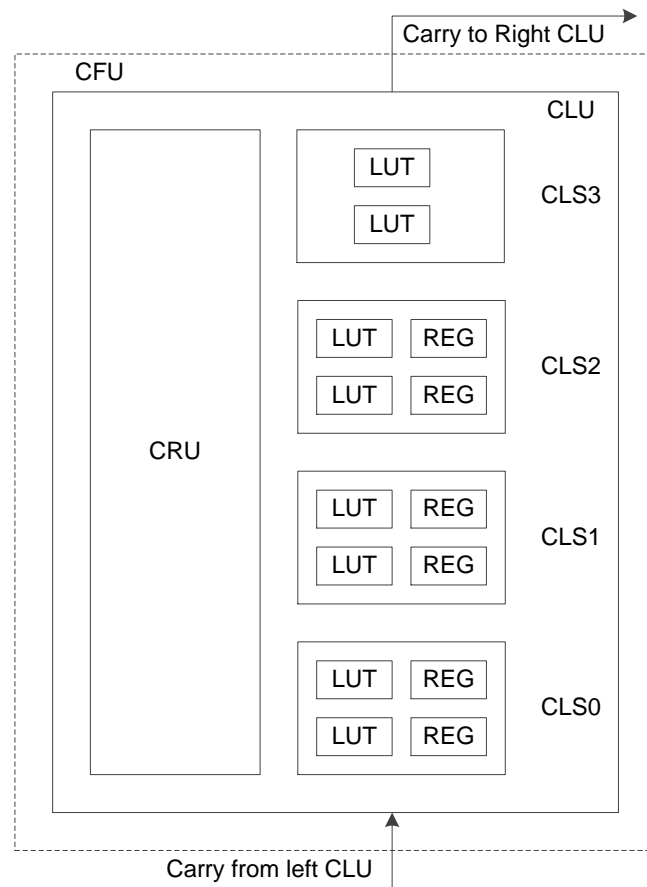 Carry to Right CLU
CFU
CLU
LUT
LUT
CLS3
LUT REG
LUT REG
CLS2
CRU
LUT REG
LUT REG
CLS1
LUT REG
LUT REG
CLS0
Carry from left CLU